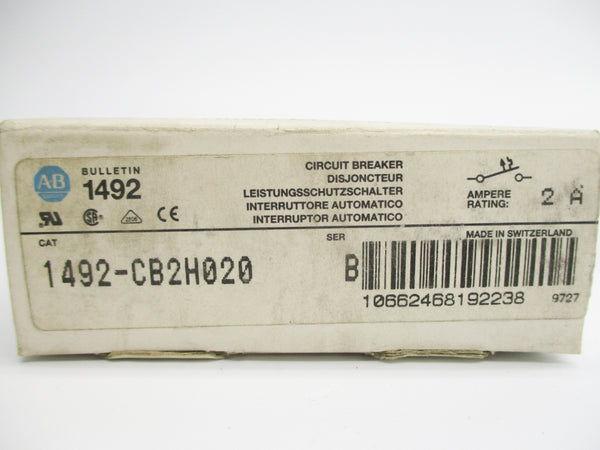 AB
BULLETIN
1492
CIRCUIT BREAKER
DISJONCTEUR
LEISTUNGSSCHUTZSCHALTER
INTERRUTTORE AUTOMATICO
INTERRUPTOR AUTOMATICO
AMPERE
RATING: 2 A
CE
CAT
SER
MADE IN SWITZERLAND
1492-CB2H020
B
10662468192238
9727